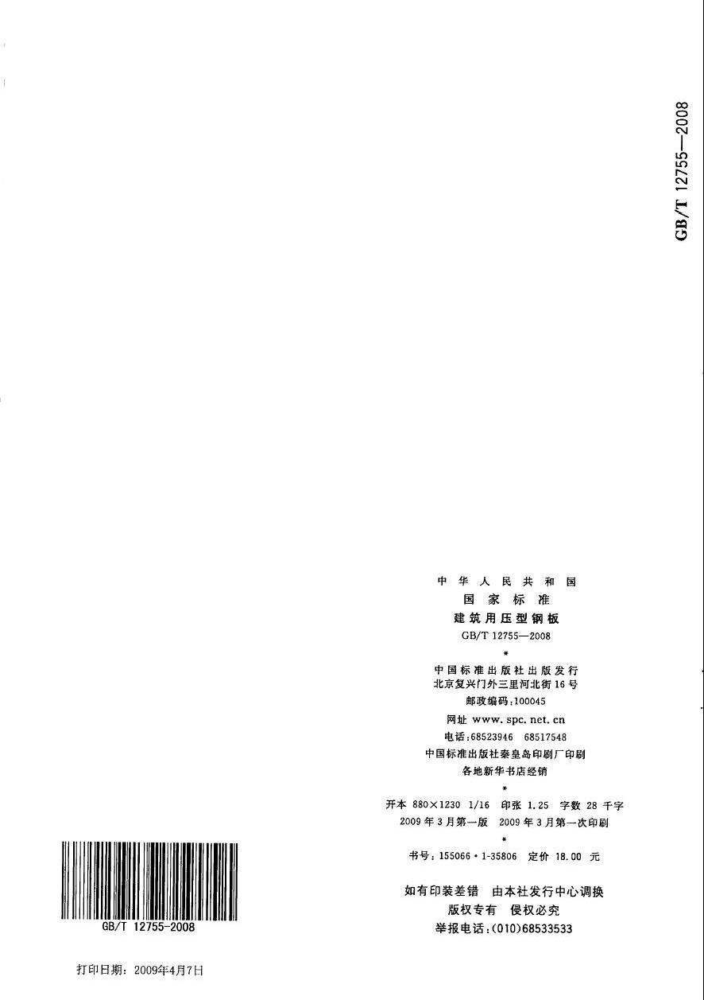 GB/T 12755—2008
中华人民共和国
国家标准
建筑用压型钢板
GB/T 12755—2008
*
中国标准出版社出版发行
北京复兴门外三里河北街16号
邮政编码:100045
网址 www.spc.net.cn
电话:68523946 68517548
中国标准出版社秦皇岛印刷厂印刷
各地新华书店经销
*
开本 880×1230 1/16 印张 1.25 字数 28 千字
2009年3月第一版 2009年3月第一次印刷
*
书号:155066·1-35806 定价 18.00 元
如有印装差错 由本社发行中心调换
版权专有 侵权必究
举报电话:(010)68533533
GB/T 12755-2008
打印日期:2009年4月7日